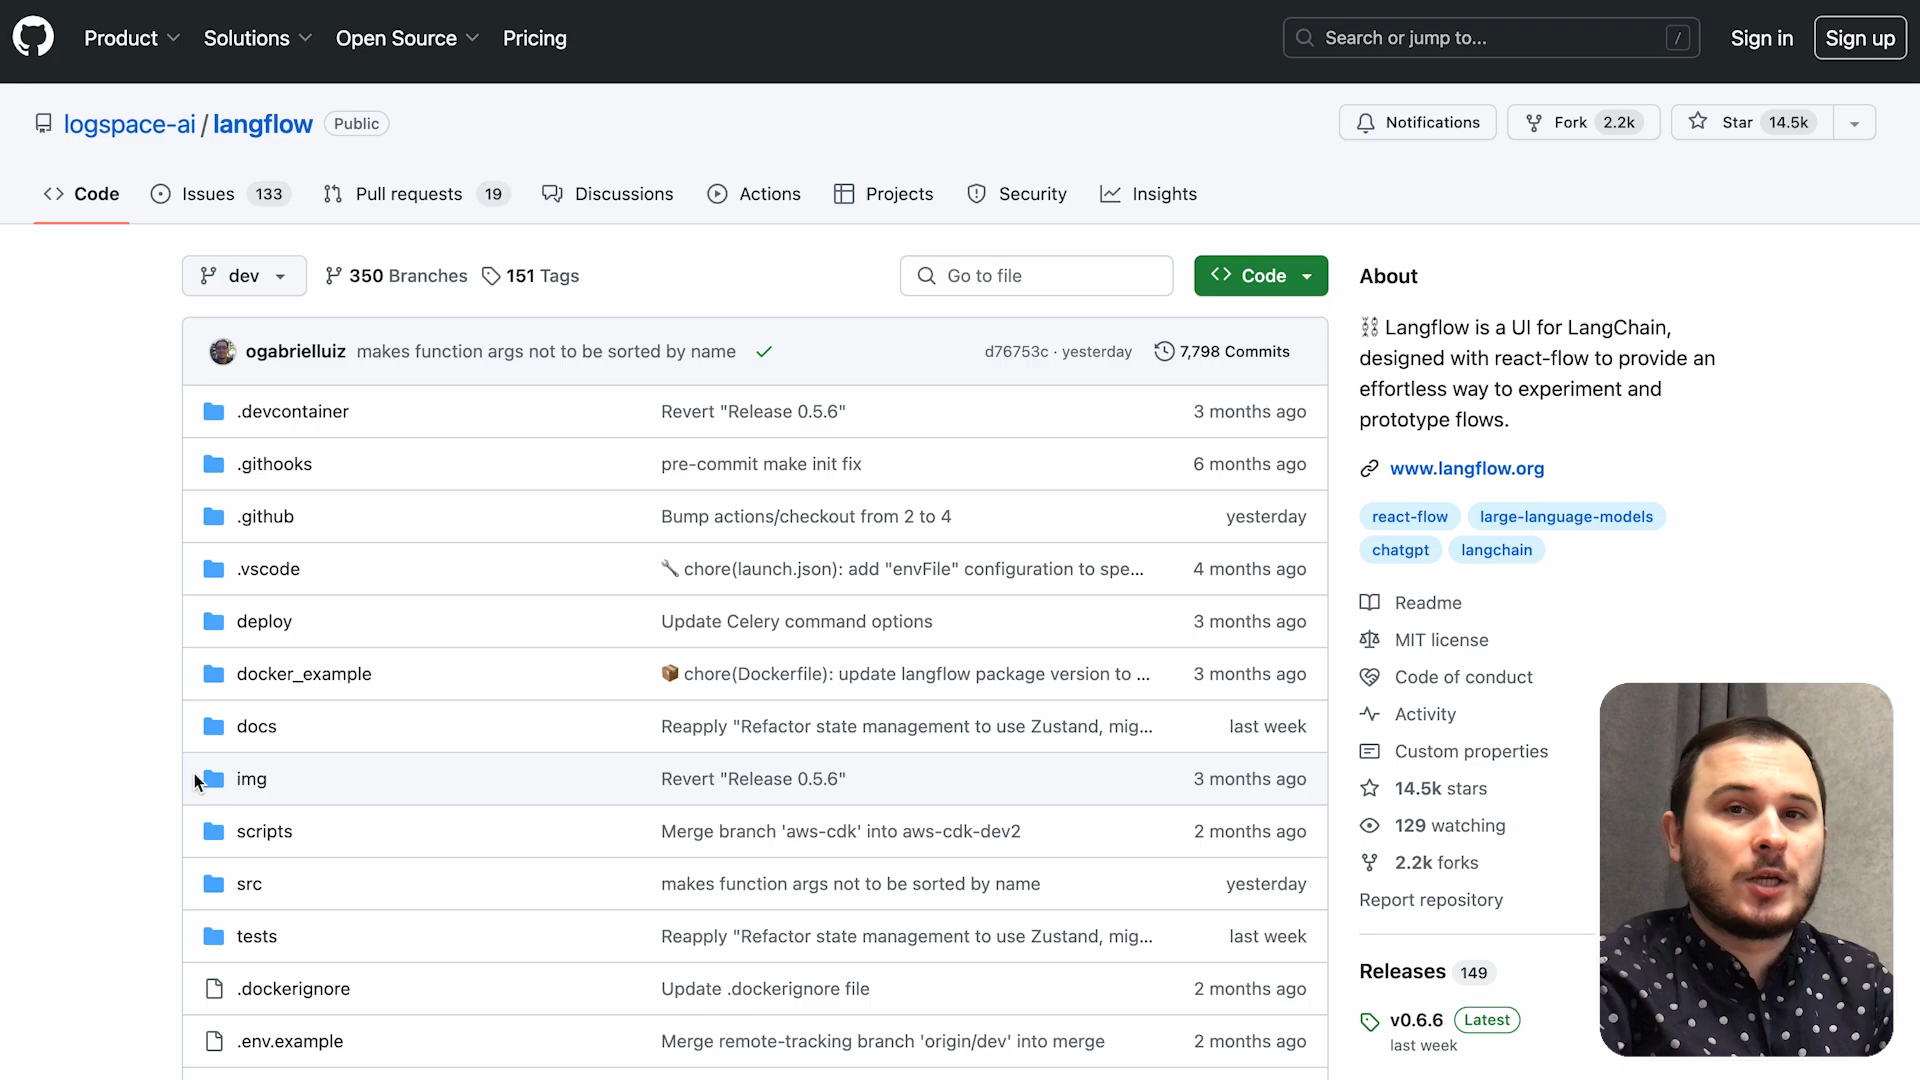 Product Solutions Open Source Pricing Search or jump to... / Sign in Sign up
logspace-ai / langflow Public Notifications Fork 2.2k Star 14.5k
Code Issues 133 Pull requests 19 Discussions Actions Projects Security Insights
dev 350 Branches 151 Tags Go to file Code
ogabrielluiz makes function args not to be sorted by name d76753c · yesterday 7,798 Commits
.devcontainer Revert "Release 0.5.6" 3 months ago
.githooks pre-commit make init fix 6 months ago
.github Bump actions/checkout from 2 to 4 yesterday
.vscode 🔧 chore(launch.json): add "envFile" configuration to spe... 4 months ago
deploy Update Celery command options 3 months ago
docker_example 📦 chore(Dockerfile): update langflow package version to ... 3 months ago
docs Reapply "Refactor state management to use Zustand, mig... last week
img Revert "Release 0.5.6" 3 months ago
scripts Merge branch 'aws-cdk' into aws-cdk-dev2 2 months ago
src makes function args not to be sorted by name yesterday
tests Reapply "Refactor state management to use Zustand, mig... last week
.dockerignore Update .dockerignore file 2 months ago
.env.example Merge remote-tracking branch 'origin/dev' into merge 2 months ago
About
⛓️ Langflow is a UI for LangChain,
designed with react-flow to provide an
effortless way to experiment and
prototype flows.
www.langflow.org
react-flow large-language-models
chatgpt langchain
Readme
MIT license
Code of conduct
Activity
Custom properties
14.5k stars
129 watching
2.2k forks
Report repository
Releases 149
v0.6.6 Latest
last week